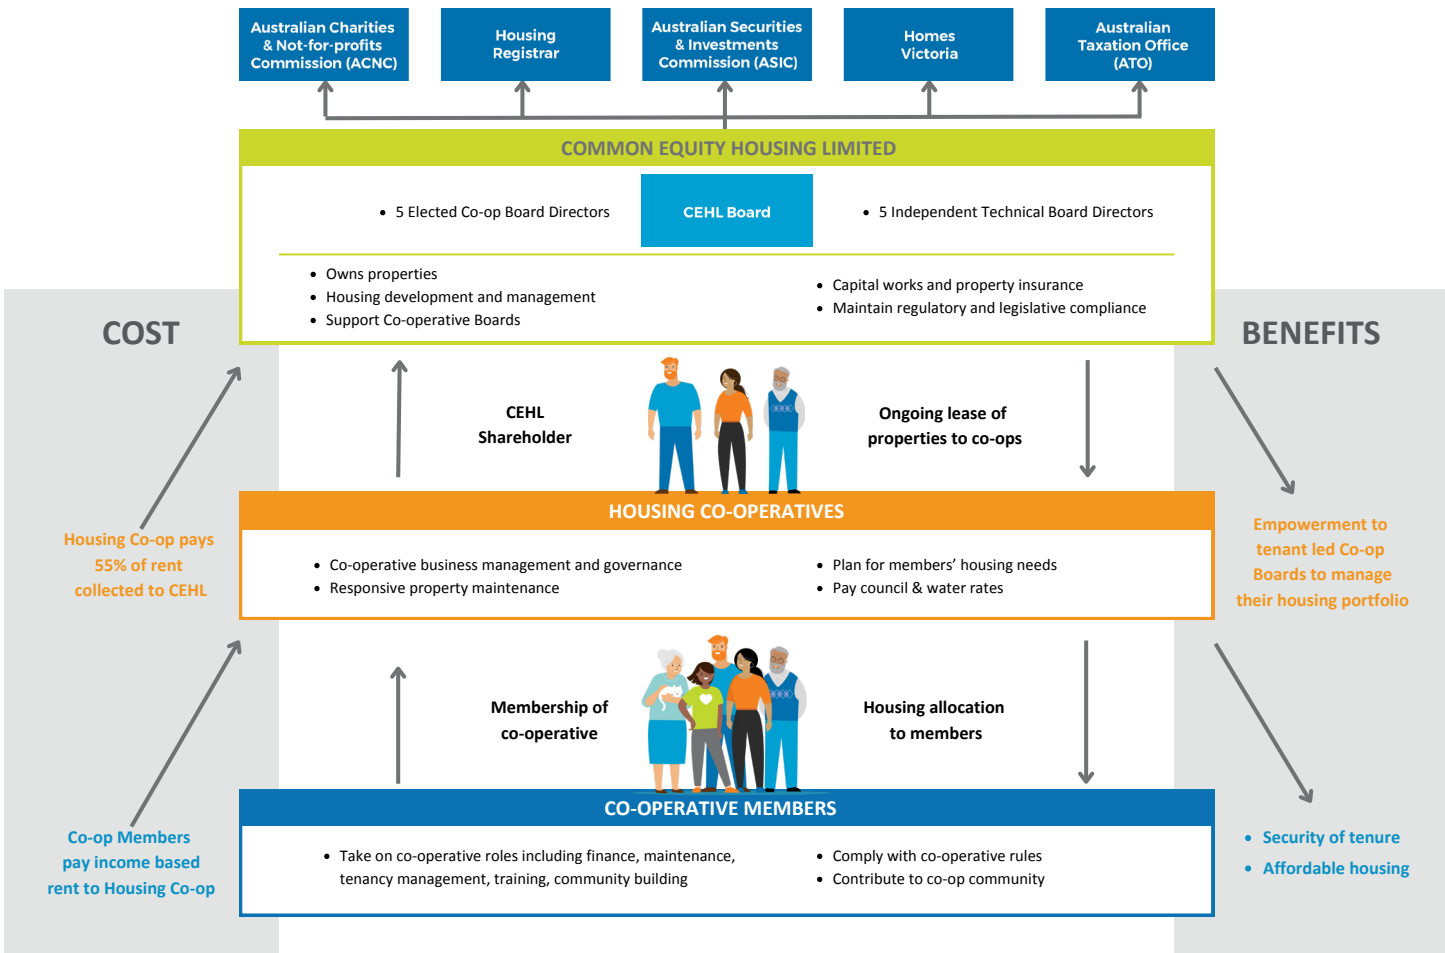 Australian Charities
& Not-for-profits
Commission (ACNC)
Housing
Registrar
Australian Securities
& Investments
Commission (ASIC)
Homes
Victoria
Australian
Taxation Office
(ATO)
COMMON EQUITY HOUSING LIMITED
• 5 Elected Co-op Board Directors
CEHL Board
• 5 Independent Technical Board Directors
• Owns properties
• Housing development and management
• Support Co-operative Boards
• Capital works and property insurance
• Maintain regulatory and legislative compliance
COST
BENEFITS
CEHL
Shareholder
Ongoing lease of
properties to co-ops
HOUSING CO-OPERATIVES
• Co-operative business management and governance
• Responsive property maintenance
• Plan for members’ housing needs
• Pay council & water rates
Housing Co-op pays
55% of rent
collected to CEHL
Empowerment to
tenant led Co-op
Boards to manage
their housing portfolio
Membership of
co-operative
Housing allocation
to members
CO-OPERATIVE MEMBERS
• Take on co-operative roles including finance, maintenance,
tenancy management, training, community building
• Comply with co-operative rules
• Contribute to co-op community
Co-op Members
pay income based
rent to Housing Co-op
• Security of tenure
• Affordable housing